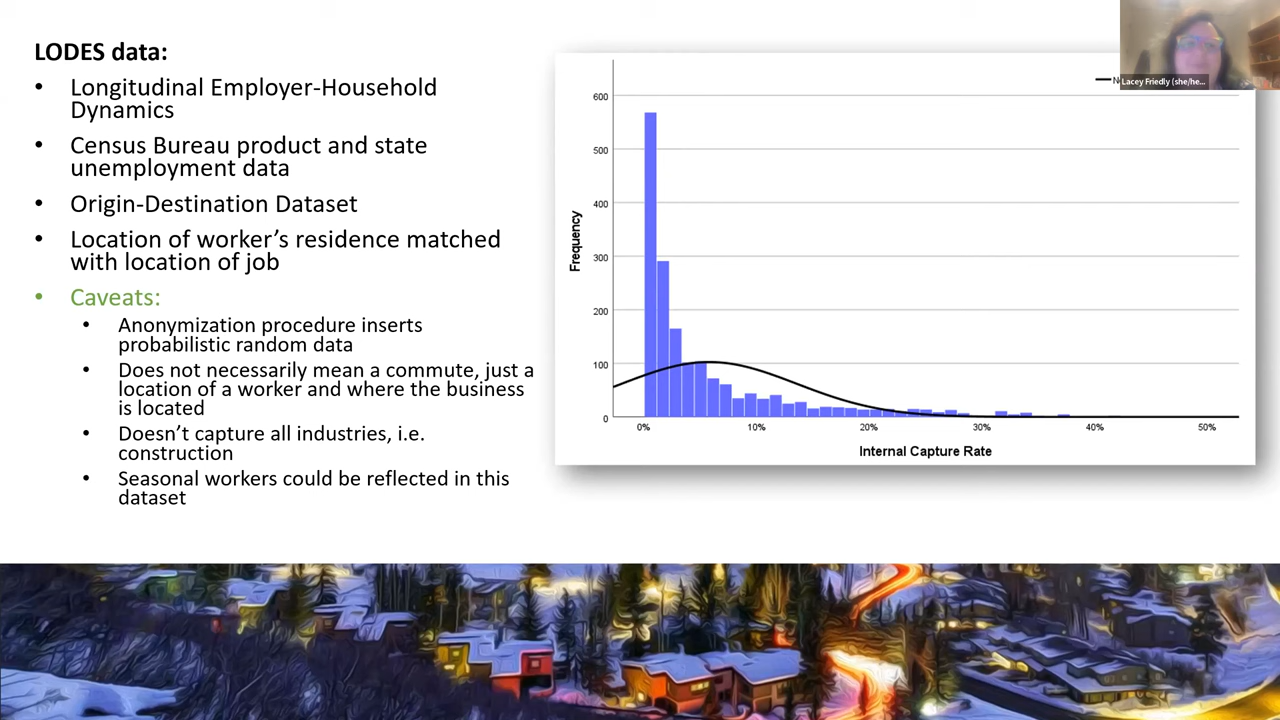 LODES data:
• Longitudinal Employer-Household
Dynamics
• Census Bureau product and state
unemployment data
• Origin-Destination Dataset
• Location of worker’s residence matched
with location of job
• Caveats:
• Anonymization procedure inserts
probabilistic random data
• Does not necessarily mean a commute, just a
location of a worker and where the business
is located
• Doesn’t capture all industries, i.e.
construction
• Seasonal workers could be reflected in this
dataset
Lacey Friedly (she/he...
600
500
400
300
200
100
0
Frequency
0% 10% 20% 30% 40% 50%
Internal Capture Rate